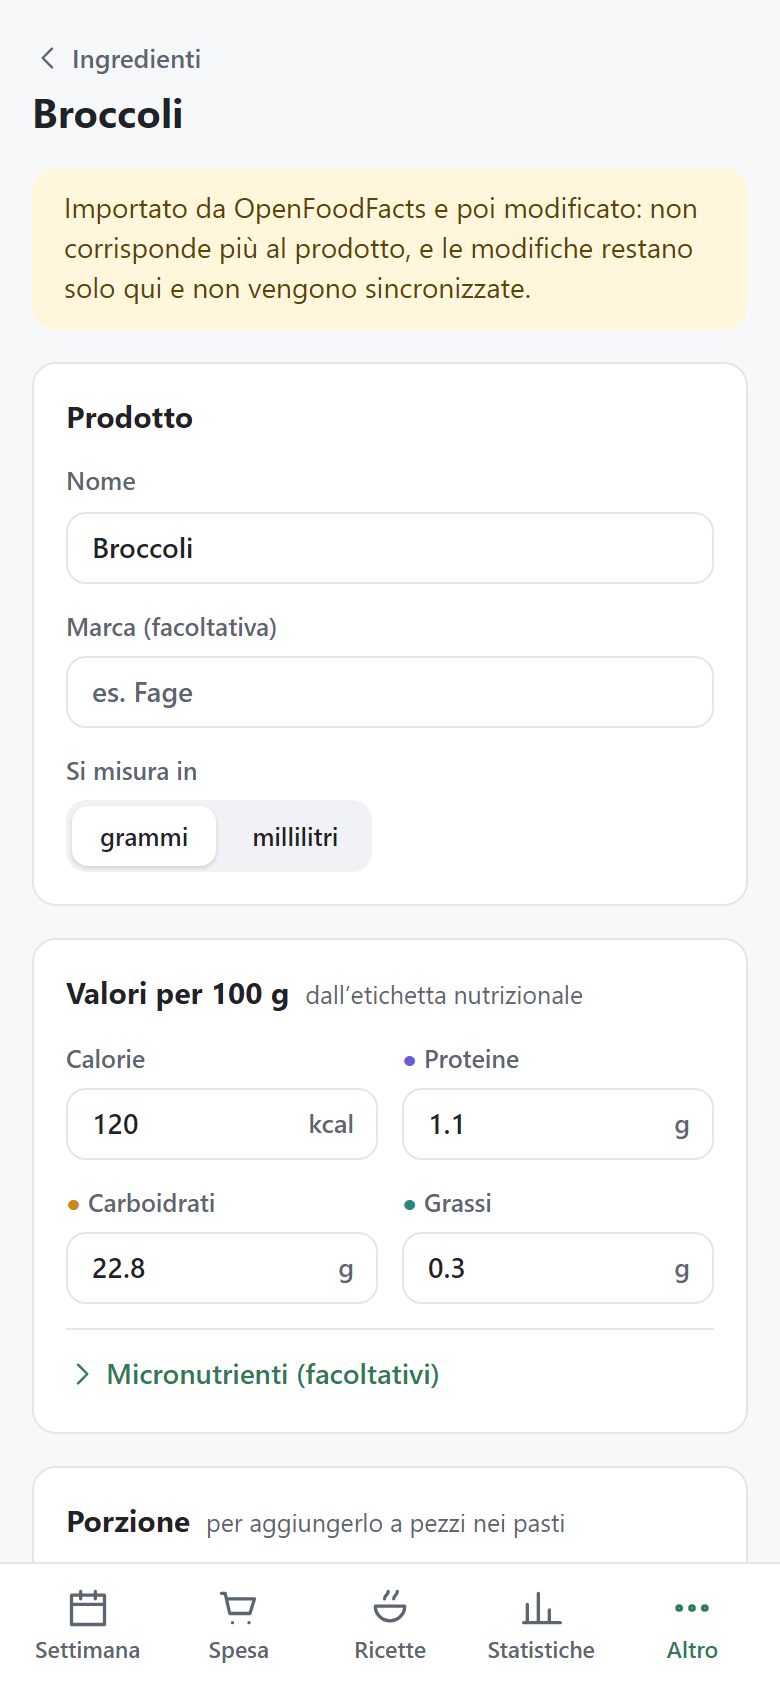 Ingredienti
Broccoli
Importato da OpenFoodFacts e poi modificato: non
corrisponde più al prodotto, e le modifiche restano
solo qui e non vengono sincronizzate.
Prodotto
Nome
Broccoli
Marca (facoltativa)
es. Fage
Si misura in
grammi millilitri
Valori per 100 g dall’etichetta nutrizionale
Calorie Proteine
120 kcal 1.1 g
Carboidrati Grassi
22.8 g 0.3 g
Micronutrienti (facoltativi)
Porzione per aggiungerlo a pezzi nei pasti
Settimana Spesa Ricette Statistiche Altro